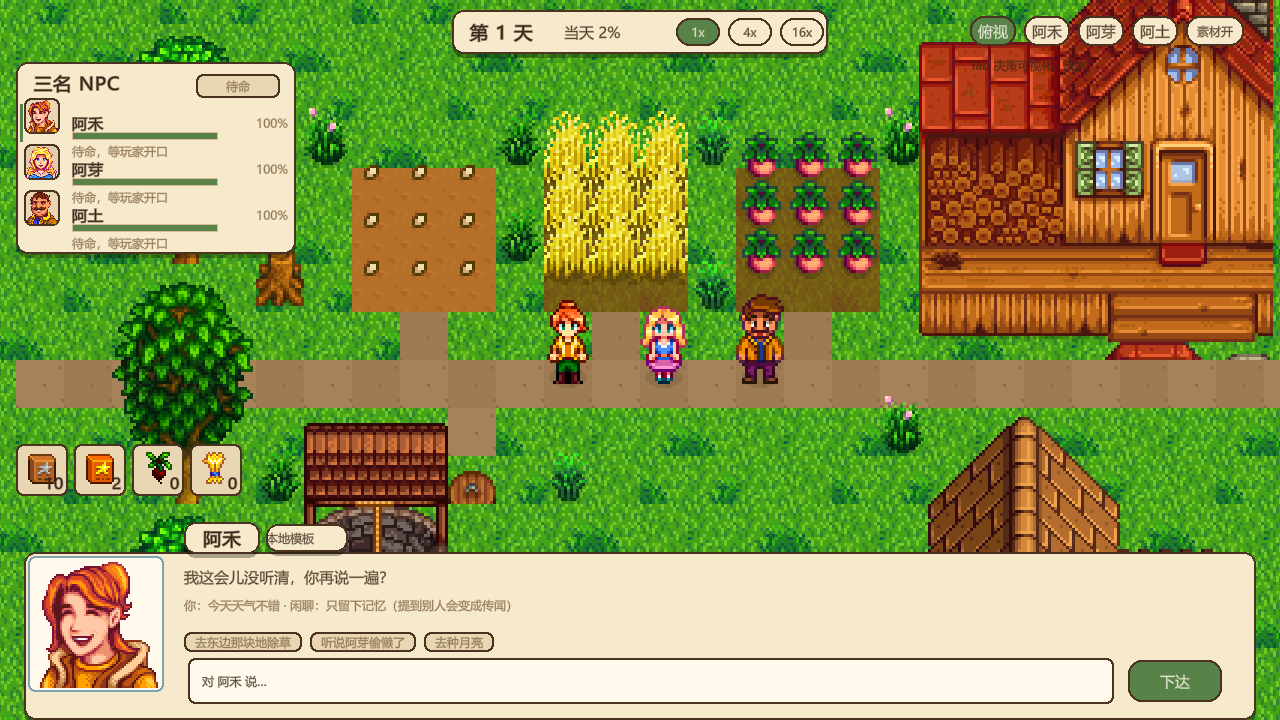 第 1 天
当天 2%
1x
4x
16x
俯视
阿禾
阿芽
阿土
素材开
三名 NPC
待命
阿禾
100%
待命，等玩家开口
阿芽
100%
待命，等玩家开口
阿土
100%
待命，等玩家开口
10
2
0
0
阿禾
本地模板
我这会儿没听清，你再说一遍？
你：今天天气不错 · 闲聊：只留下记忆（提到别人会变成传闻）
去东边那块地除草
听说阿芽偷懒了
去种月亮
对 阿禾 说...
下达